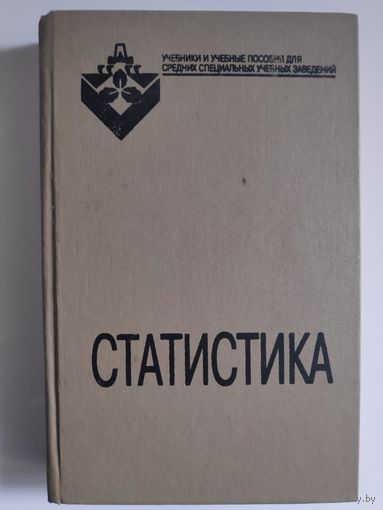 УЧЕБНИКИ И УЧЕБНЫЕ ПОСОБИЯ ДЛЯ
СРЕДНИХ СПЕЦИАЛЬНЫХ УЧЕБНЫХ ЗАВЕДЕНИЙ
СТАТИСТИКА